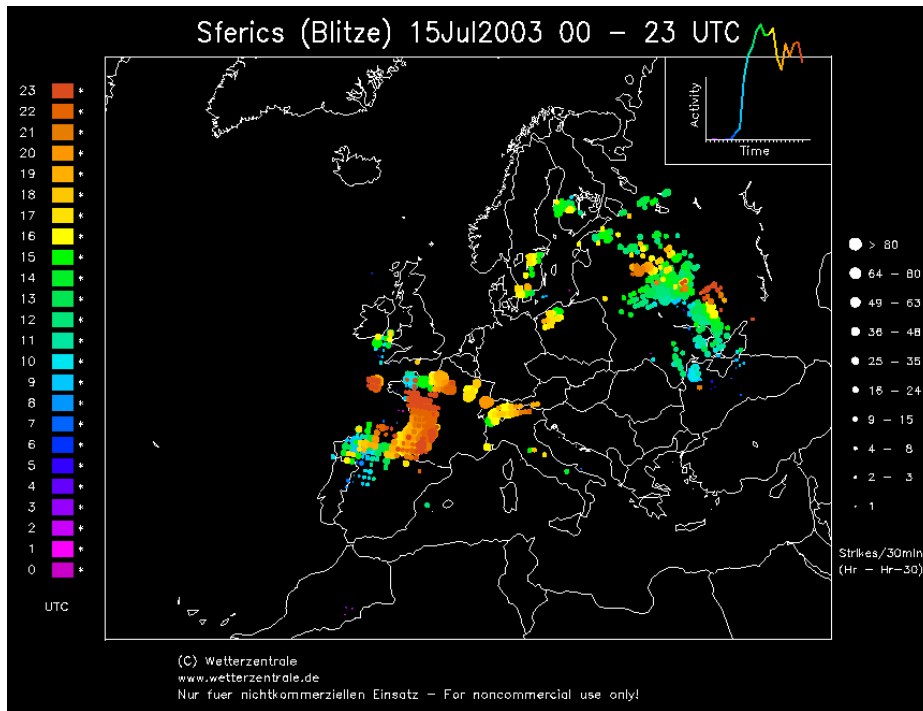 Sferics (Blitze) 15Jul2003 00 – 23 UTC
Activity
Time
23 *
22 *
21 *
20 *
19 *
18 *
17 *
16 *
15 *
14 *
13 *
12 *
11 *
10 *
9 *
8 *
7 *
6 *
5 *
4 *
3 *
2 *
1 *
0 *
UTC
> 80
64 – 80
49 – 63
36 – 48
25 – 35
16 – 24
9 – 15
4 – 8
2 – 3
1
Strikes/30min
(Hr – Hr-30)
(C) Wetterzentrale
www.wetterzentrale.de
Nur fuer nichtkommerziellen Einsatz – For noncommercial use only!